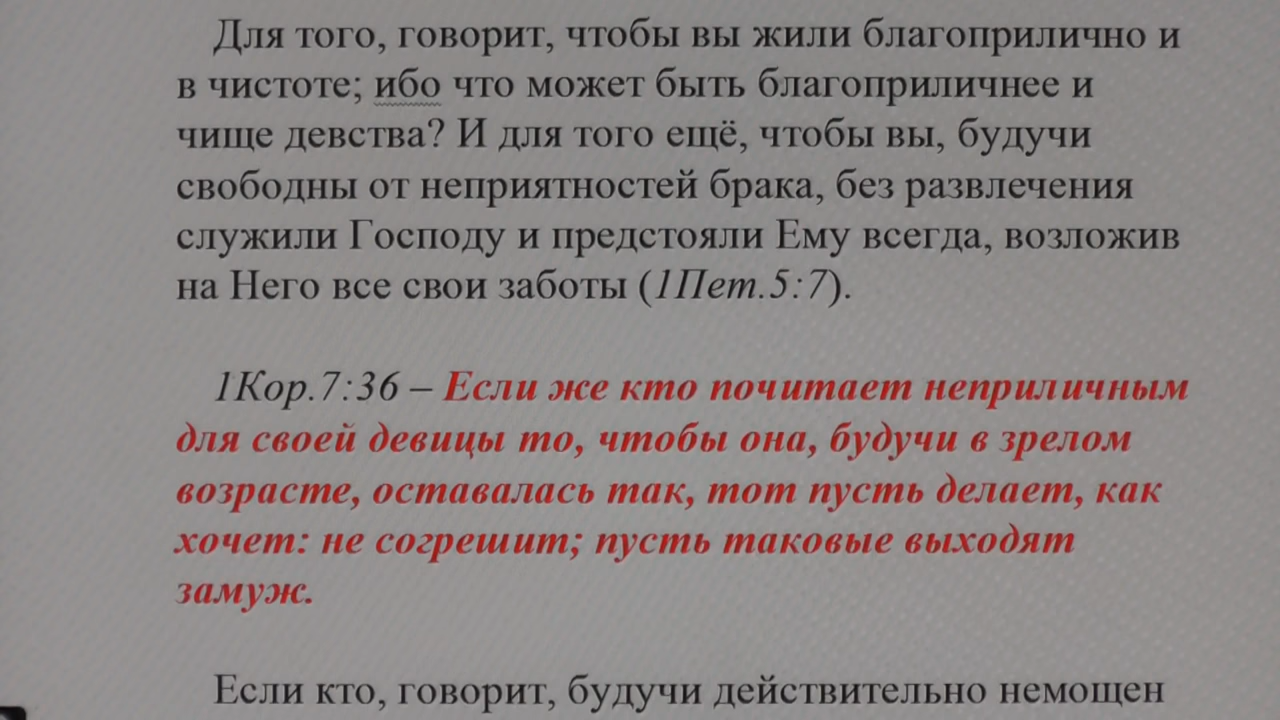 Для того, говорит, чтобы вы жили благоприлично и
в чистоте; ибо что может быть благоприличнее и
чище девства? И для того ещё, чтобы вы, будучи
свободны от неприятностей брака, без развлечения
служили Господу и предстояли Ему всегда, возложив
на Него все свои заботы (1Пет.5:7).
1Кор.7:36 – Если же кто почитает неприличным
для своей девицы то, чтобы она, будучи в зрелом
возрасте, оставалась так, тот пусть делает, как
хочет: не согрешит; пусть таковые выходят
замуж.
Если кто, говорит, будучи действительно немощен